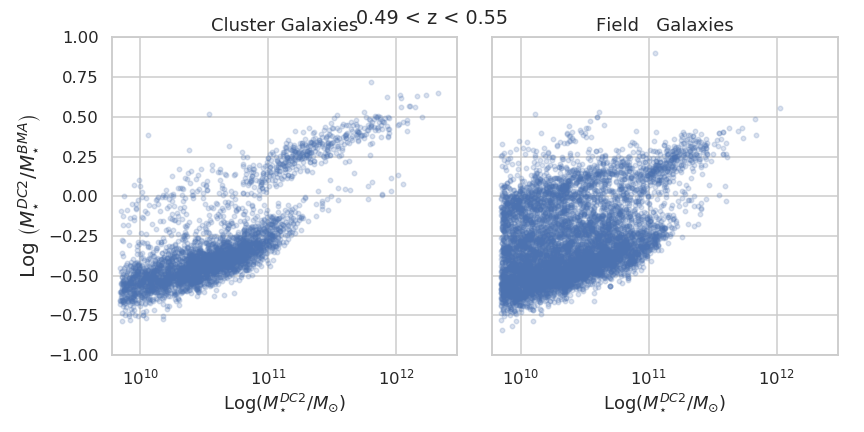 0.49 < z < 0.55
Cluster Galaxies
Field Galaxies
Log (M⋆^DC2/M⋆^BMA)
1.00
0.75
0.50
0.25
0.00
−0.25
−0.50
−0.75
−1.00
10^10 10^11 10^12
10^10 10^11 10^12
Log(M⋆^DC2/M⊙)
Log(M⋆^DC2/M⊙)